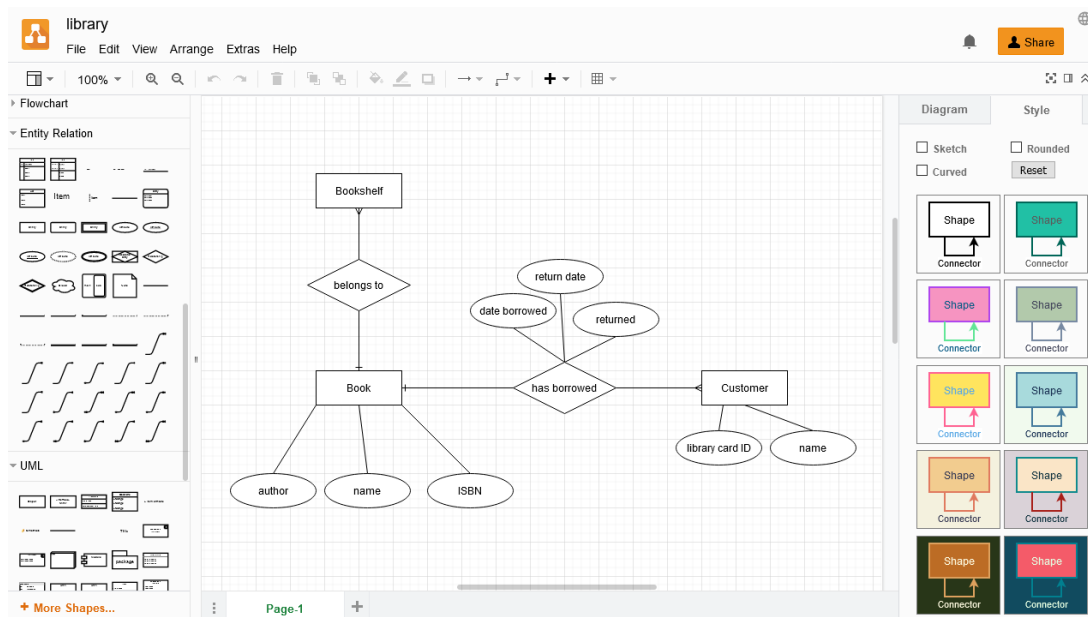 library
File Edit View Arrange Extras Help
Share
100%
Flowchart
Entity Relation
Item
UML
package
+ More Shapes...
Bookshelf
belongs to
return date
date borrowed
returned
Book
has borrowed
Customer
library card ID
name
author
name
ISBN
Page-1
Diagram
Style
Sketch
Rounded
Curved
Reset
Shape
Connector
Shape
Connector
Shape
Connector
Shape
Connector
Shape
Connector
Shape
Connector
Shape
Connector
Shape
Connector
Shape
Connector
Shape
Connector